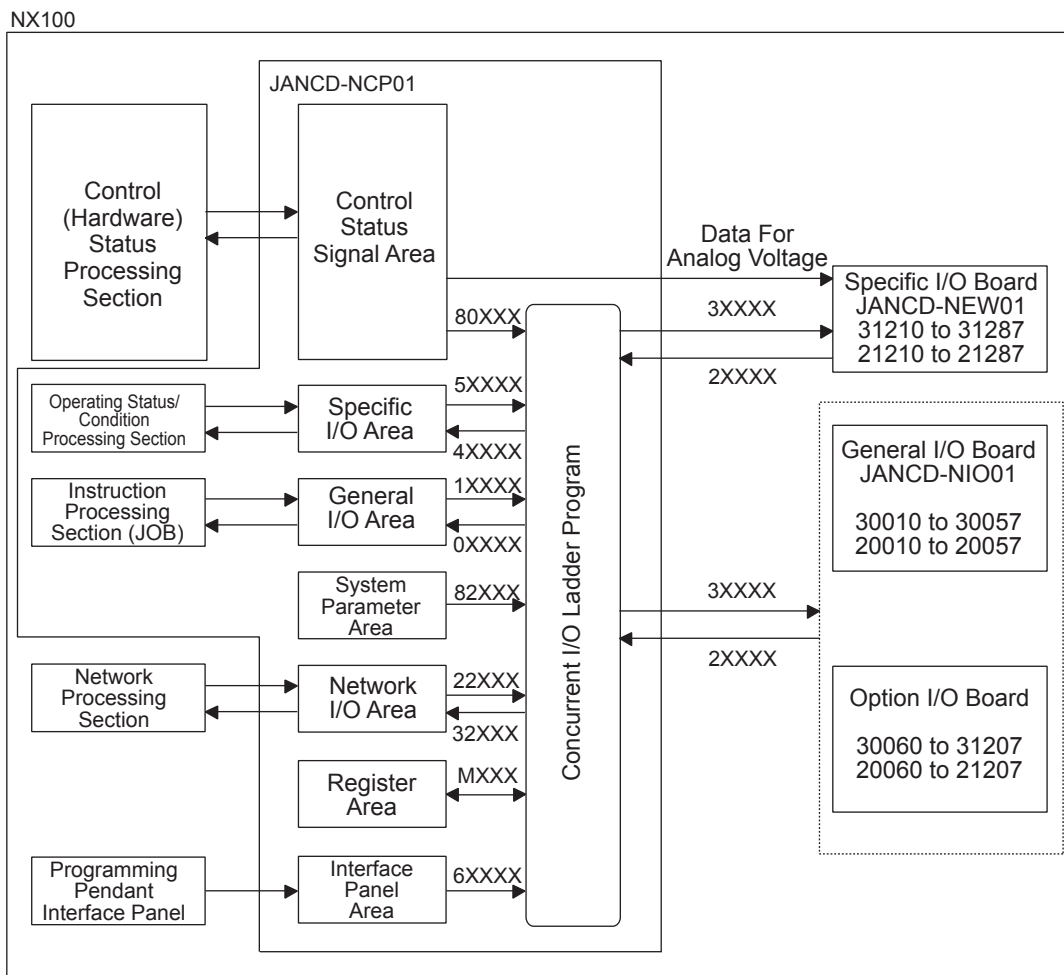 NX100
JANCD-NCP01
Control
(Hardware)
Status
Processing
Section
Control
Status
Signal Area
Data For
Analog Voltage
Specific I/O Board
JANCD-NEW01
31210 to 31287
21210 to 21287
80XXX
3XXXX
2XXXX
Operating Status/
Condition
Processing Section
Specific
I/O Area
5XXXX
4XXXX
Instruction
Processing
Section (JOB)
General
I/O Area
1XXXX
0XXXX
System
Parameter
Area
82XXX
Network
Processing
Section
Network
I/O Area
22XXX
32XXX
Register
Area
MXXX
Programming
Pendant
Interface Panel
Interface
Panel
Area
6XXXX
Concurrent I/O Ladder Program
3XXXX
2XXXX
General I/O Board
JANCD-NIO01
30010 to 30057
20010 to 20057
Option I/O Board
30060 to 31207
20060 to 21207